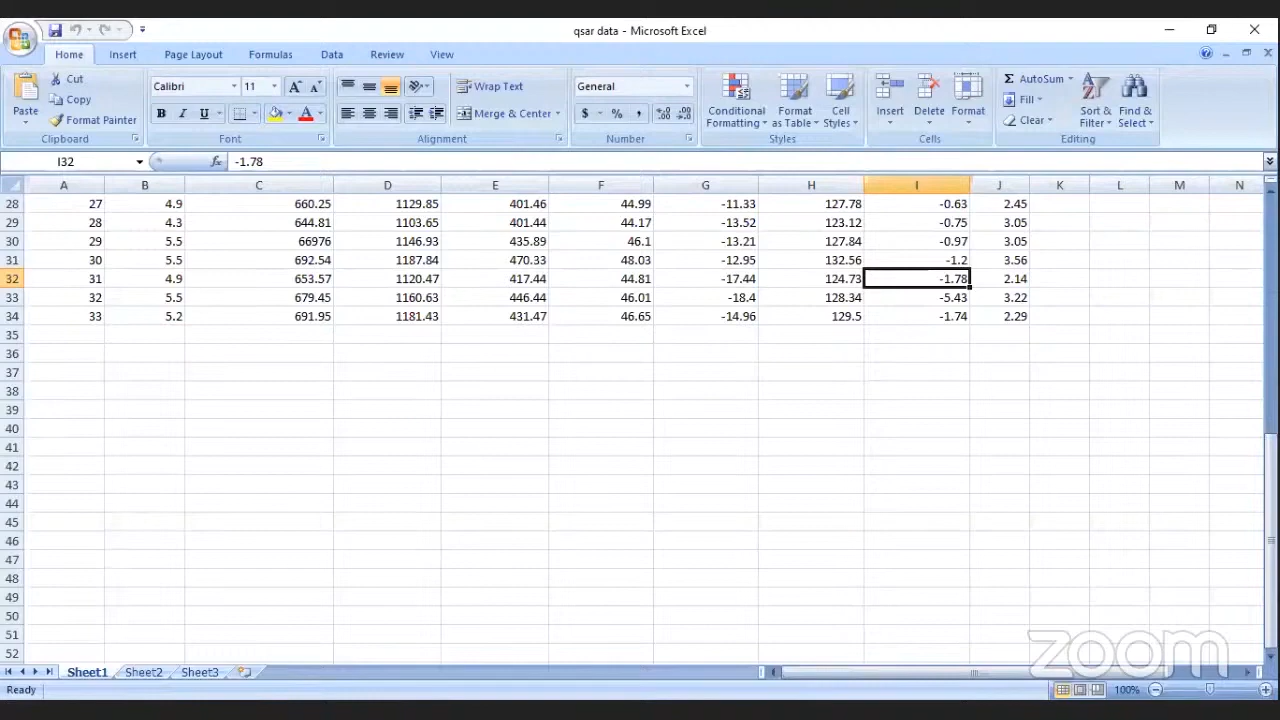 qsar data - Microsoft Excel
Home Insert Page Layout Formulas Data Review View
Paste Cut Copy Format Painter Clipboard
Calibri 11 A A B I U A Font
Wrap Text Merge & Center Alignment
General $ % , Number
Conditional Formatting Format as Table Cell Styles Styles
Insert Delete Format Cells
Σ AutoSum Fill Clear Sort & Filter Find & Select Editing
I32 fx -1.78
A B C D E F G H I J K L M N
28 27 4.9 660.25 1129.85 401.46 44.99 -11.33 127.78 -0.63 2.45
29 28 4.3 644.81 1103.65 401.44 44.17 -13.52 123.12 -0.75 3.05
30 29 5.5 66976 1146.93 435.89 46.1 -13.21 127.84 -0.97 3.05
31 30 5.5 692.54 1187.84 470.33 48.03 -12.95 132.56 -1.2 3.56
32 31 4.9 653.57 1120.47 417.44 44.81 -17.44 124.73 -1.78 2.14
33 32 5.5 679.45 1160.63 446.44 46.01 -18.4 128.34 -5.43 3.22
34 33 5.2 691.95 1181.43 431.47 46.65 -14.96 129.5 -1.74 2.29
35
36
37
38
39
40
41
42
43
44
45
46
47
48
49
50
51
52
Sheet1 Sheet2 Sheet3
Ready 100%
zoom